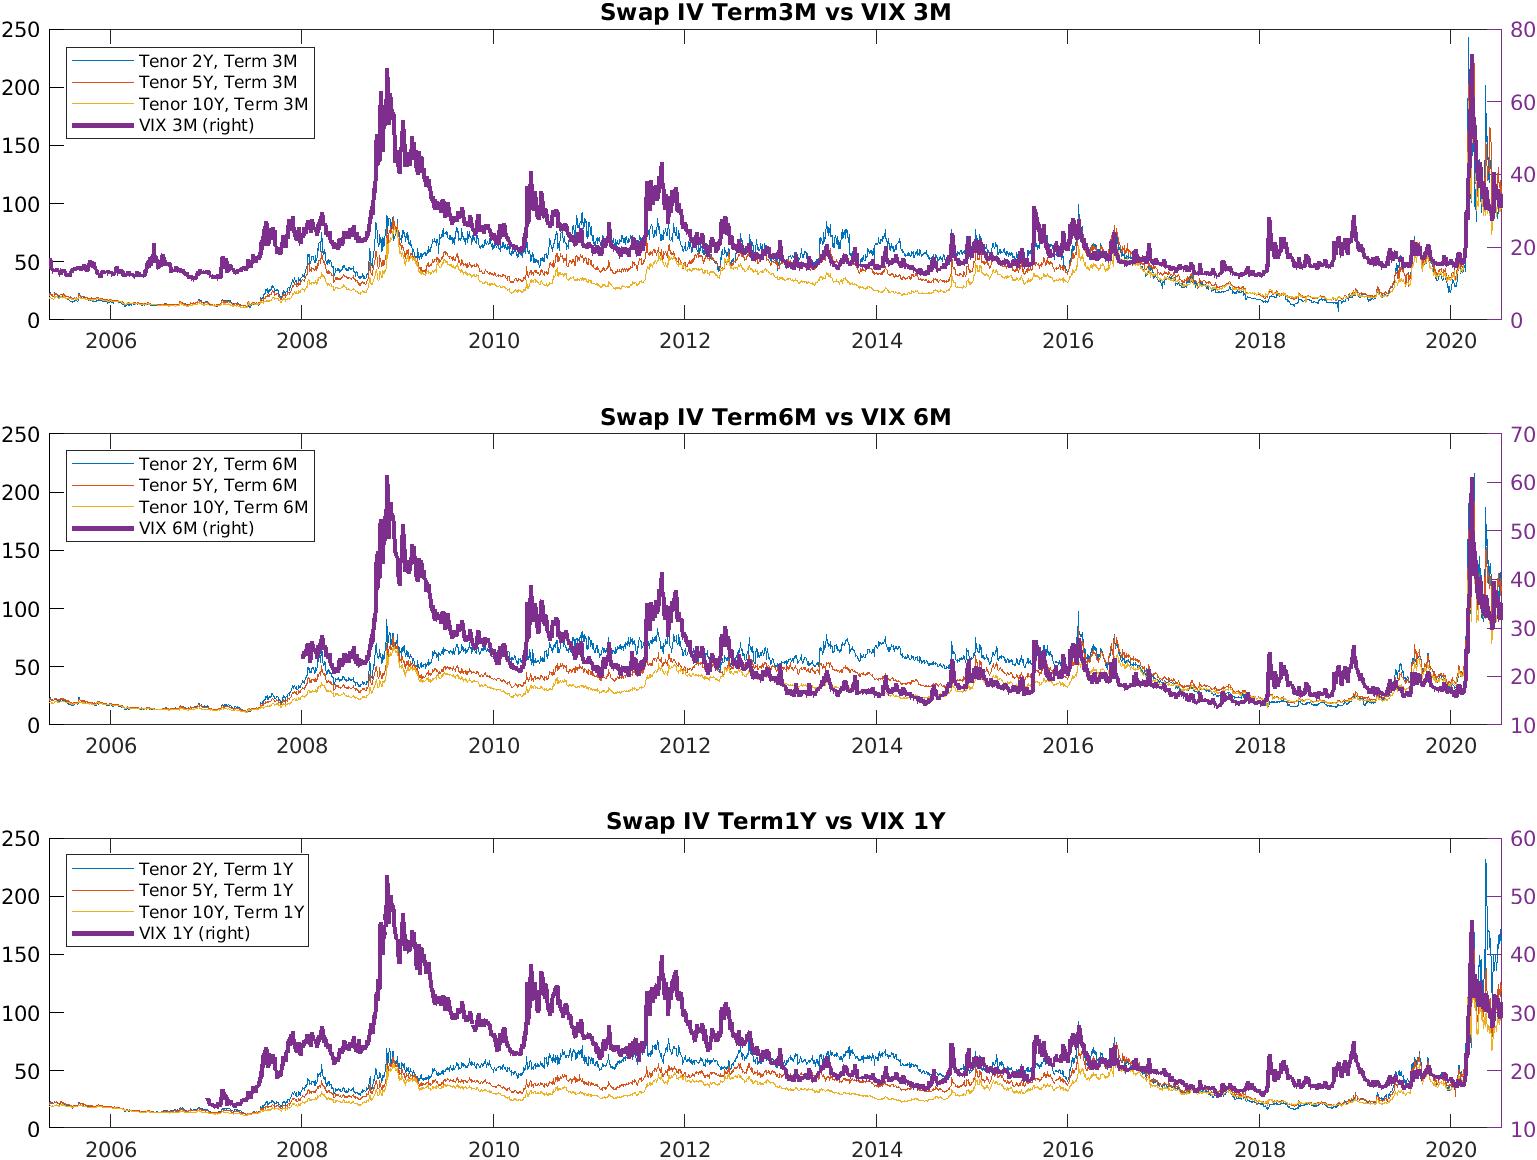 Swap IV Term3M vs VIX 3M
250
200
150
100
50
0
80
60
40
20
0
Tenor 2Y, Term 3M
Tenor 5Y, Term 3M
Tenor 10Y, Term 3M
VIX 3M (right)
2006 2008 2010 2012 2014 2016 2018 2020
Swap IV Term6M vs VIX 6M
250
200
150
100
50
0
70
60
50
40
30
20
10
Tenor 2Y, Term 6M
Tenor 5Y, Term 6M
Tenor 10Y, Term 6M
VIX 6M (right)
2006 2008 2010 2012 2014 2016 2018 2020
Swap IV Term1Y vs VIX 1Y
250
200
150
100
50
0
60
50
40
30
20
10
Tenor 2Y, Term 1Y
Tenor 5Y, Term 1Y
Tenor 10Y, Term 1Y
VIX 1Y (right)
2006 2008 2010 2012 2014 2016 2018 2020